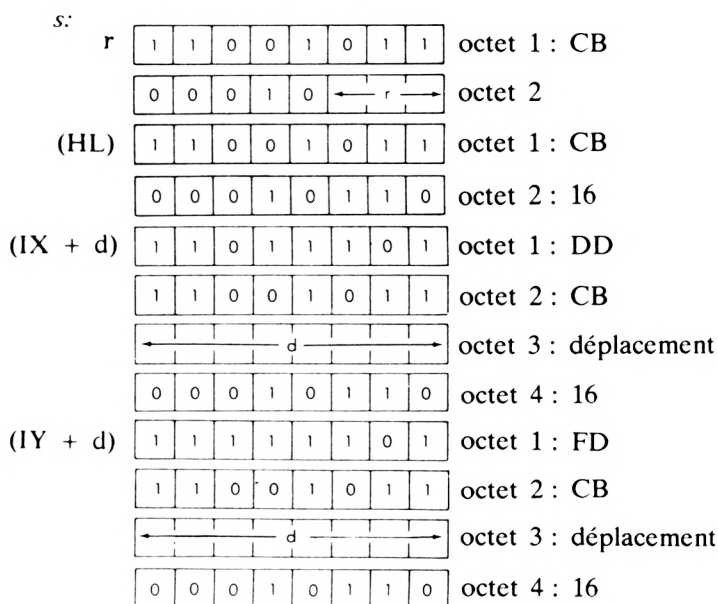 s:
r 1 1 0 0 1 0 1 1 octet 1 : CB
0 0 0 1 0 r octet 2
(HL) 1 1 0 0 1 0 1 1 octet 1 : CB
0 0 0 1 0 1 1 0 octet 2 : 16
(IX + d) 1 1 0 1 1 1 0 1 octet 1 : DD
1 1 0 0 1 0 1 1 octet 2 : CB
d octet 3 : déplacement
0 0 0 1 0 1 1 0 octet 4 : 16
(IY + d) 1 1 1 1 1 1 0 1 octet 1 : FD
1 1 0 0 1 0 1 1 octet 2 : CB
d octet 3 : déplacement
0 0 0 1 0 1 1 0 octet 4 : 16